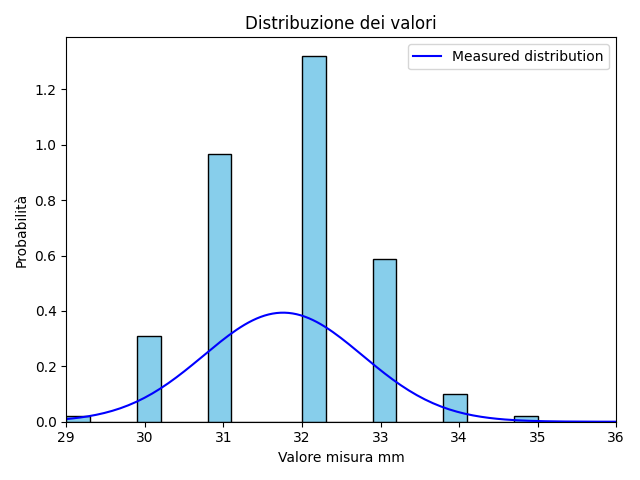 Distribuzione dei valori
Measured distribution
Probabilità
1.2
1.0
0.8
0.6
0.4
0.2
0.0
29 30 31 32 33 34 35 36
Valore misura mm